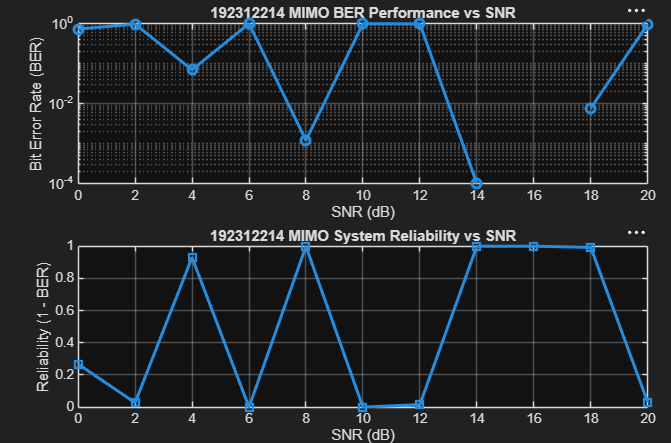 192312214 MIMO BER Performance vs SNR
Bit Error Rate (BER)
10^0
10^-2
10^-4
0 2 4 6 8 10 12 14 16 18 20
SNR (dB)
192312214 MIMO System Reliability vs SNR
Reliability (1 - BER)
1
0.8
0.6
0.4
0.2
0
0 2 4 6 8 10 12 14 16 18 20
SNR (dB)